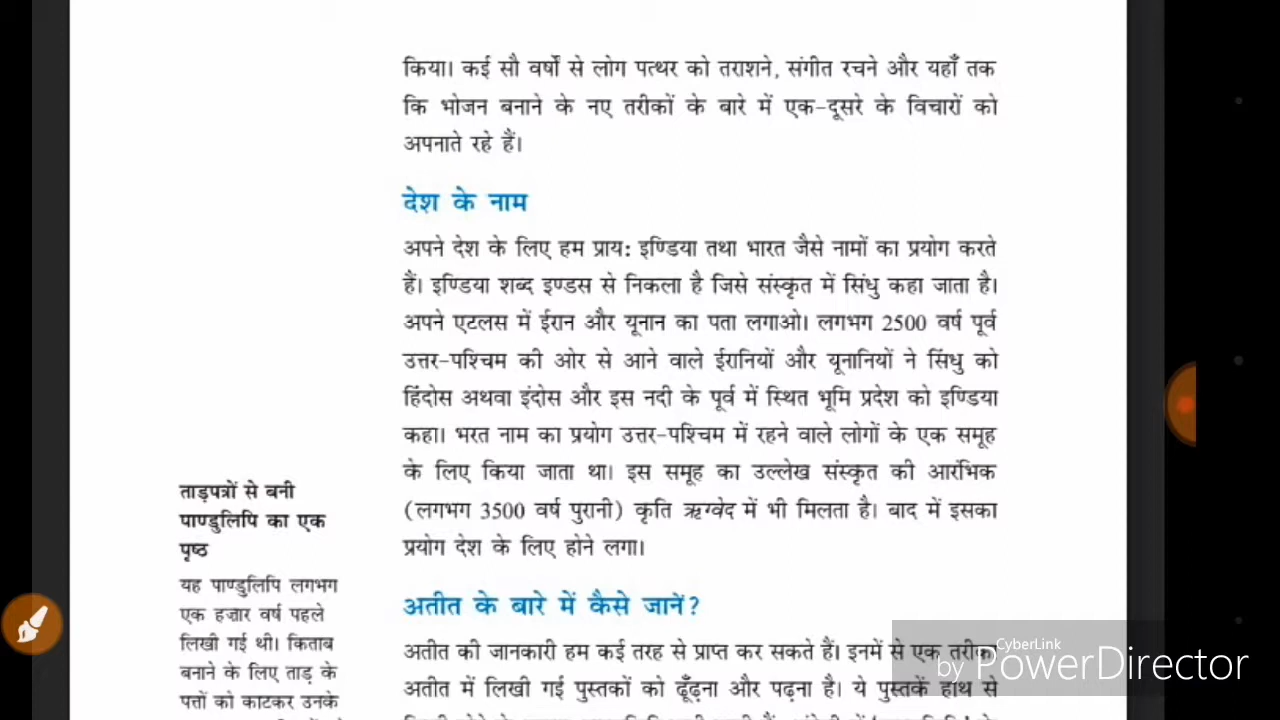 किया। कई सौ वर्षों से लोग पत्थर को तराशने, संगीत रचने और यहाँ तक
कि भोजन बनाने के नए तरीकों के बारे में एक-दूसरे के विचारों को
अपनाते रहे हैं।
देश के नाम
अपने देश के लिए हम प्राय: इण्डिया तथा भारत जैसे नामों का प्रयोग करते
हैं। इण्डिया शब्द इण्डस से निकला है जिसे संस्कृत में सिंधु कहा जाता है।
अपने एटलस में ईरान और यूनान का पता लगाओ। लगभग 2500 वर्ष पूर्व
उत्तर-पश्चिम की ओर से आने वाले ईरानियों और यूनानियों ने सिंधु को
हिंदोस अथवा इंदोस और इस नदी के पूर्व में स्थित भूमि प्रदेश को इण्डिया
कहा। भरत नाम का प्रयोग उत्तर-पश्चिम में रहने वाले लोगों के एक समूह
के लिए किया जाता था। इस समूह का उल्लेख संस्कृत की आरंभिक
(लगभग 3500 वर्ष पुरानी) कृति ऋग्वेद में भी मिलता है। बाद में इसका
प्रयोग देश के लिए होने लगा।
ताड़पत्रों से बनी
पाण्डुलिपि का एक
पृष्ठ
यह पाण्डुलिपि लगभग
एक हज़ार वर्ष पहले
लिखी गई थी। किताब
बनाने के लिए ताड़ के
पत्तों को काटकर उनके
अतीत के बारे में कैसे जानें?
अतीत की जानकारी हम कई तरह से प्राप्त कर सकते हैं। इनमें से एक तरीका
अतीत में लिखी गई पुस्तकों को ढूँढ़ना और पढ़ना है। ये पुस्तकें हाथ से
CyberLink
by PowerDirector